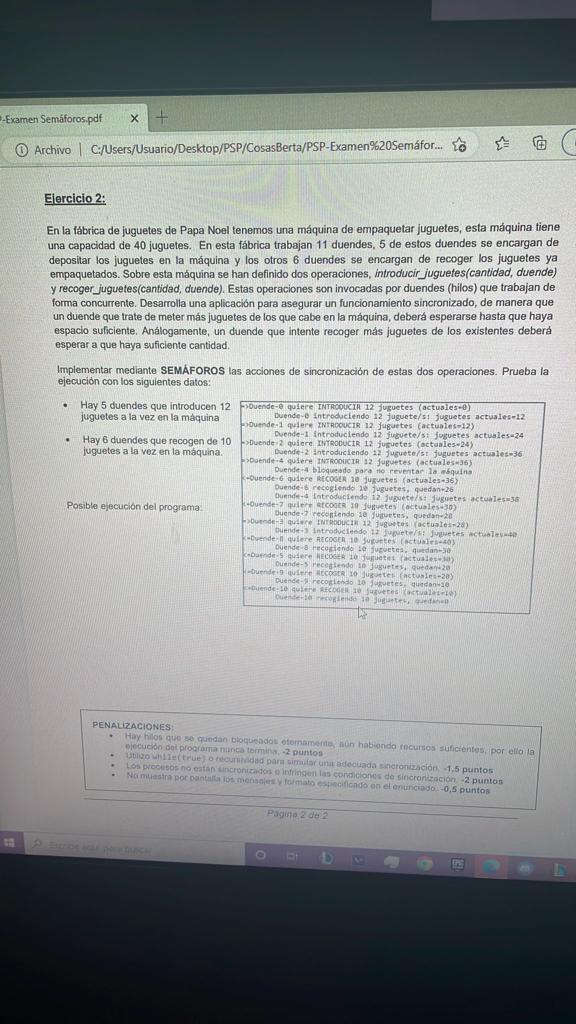 P-Examen Semáforos.pdf
Archivo | C:/Users/Usuario/Desktop/PSP/CosasBerta/PSP-Examen%20Semáfor...
Ejercicio 2:
En la fábrica de juguetes de Papa Noel tenemos una máquina de empaquetar juguetes, esta máquina tiene
una capacidad de 40 juguetes. En esta fábrica trabajan 11 duendes, 5 de estos duendes se encargan de
depositar los juguetes en la máquina y los otros 6 duendes se encargan de recoger los juguetes ya
empaquetados. Sobre esta máquina se han definido dos operaciones, introducir_juguetes(cantidad, duende)
y recoger_juguetes(cantidad, duende). Estas operaciones son invocadas por duendes (hilos) que trabajan de
forma concurrente. Desarrolla una aplicación para asegurar un funcionamiento sincronizado, de manera que
un duende que trate de meter más juguetes de los que cabe en la máquina, deberá esperarse hasta que haya
espacio suficiente. Análogamente, un duende que intente recoger más juguetes de los existentes deberá
esperar a que haya suficiente cantidad.
Implementar mediante SEMÁFOROS las acciones de sincronización de estas dos operaciones. Prueba la
ejecución con los siguientes datos:
• Hay 5 duendes que introducen 12
juguetes a la vez en la máquina
• Hay 6 duendes que recogen de 10
juguetes a la vez en la máquina.
Posible ejecución del programa:
=>Duende-0 quiere INTRODUCIR 12 juguetes (actuales=0)
Duende-0 introduciendo 12 juguete/s: juguetes actuales=12
=>Duende-1 quiere INTRODUCIR 12 juguetes (actuales=12)
Duende-1 introduciendo 12 juguete/s: juguetes actuales=24
=>Duende-2 quiere INTRODUCIR 12 juguetes (actuales=24)
Duende-2 introduciendo 12 juguete/s: juguetes actuales=36
=>Duende-4 quiere INTRODUCIR 12 juguetes (actuales=36)
Duende-4 bloqueado para no reventar la máquina
<=Duende-6 quiere RECOGER 10 juguetes (actuales=36)
Duende-6 recogiendo 10 juguetes, quedan=26
Duende-4 introduciendo 12 juguete/s: juguetes actuales=38
<=Duende-7 quiere RECOGER 10 juguetes (actuales=38)
Duende-7 recogiendo 10 juguetes, quedan=28
=>Duende-3 quiere INTRODUCIR 12 juguetes (actuales=28)
Duende-3 introduciendo 12 juguete/s: juguetes actuales=40
<=Duende-8 quiere RECOGER 10 juguetes (actuales=40)
Duende-8 recogiendo 10 juguetes, quedan=30
<=Duende-5 quiere RECOGER 10 juguetes (actuales=30)
Duende-5 recogiendo 10 juguetes, quedan=20
<=Duende-9 quiere RECOGER 10 juguetes (actuales=20)
Duende-9 recogiendo 10 juguetes, quedan=10
<=Duende-10 quiere RECOGER 10 juguetes (actuales=10)
Duende-10 recogiendo 10 juguetes, quedan=0
PENALIZACIONES:
• Hay hilos que se quedan bloqueados eternamente, aún habiendo recursos suficientes, por ello la
ejecución del programa nunca termina. -2 puntos
• Utilizo while(true) o recursividad para simular una adecuada sincronización. -1,5 puntos
• Los procesos no están sincronizados e infringen las condiciones de sincronización. -2 puntos
• No muestra por pantalla los mensajes y formato especificado en el enunciado. -0,5 puntos
Página 2 de 2
Escribe aquí para buscar
EPIC